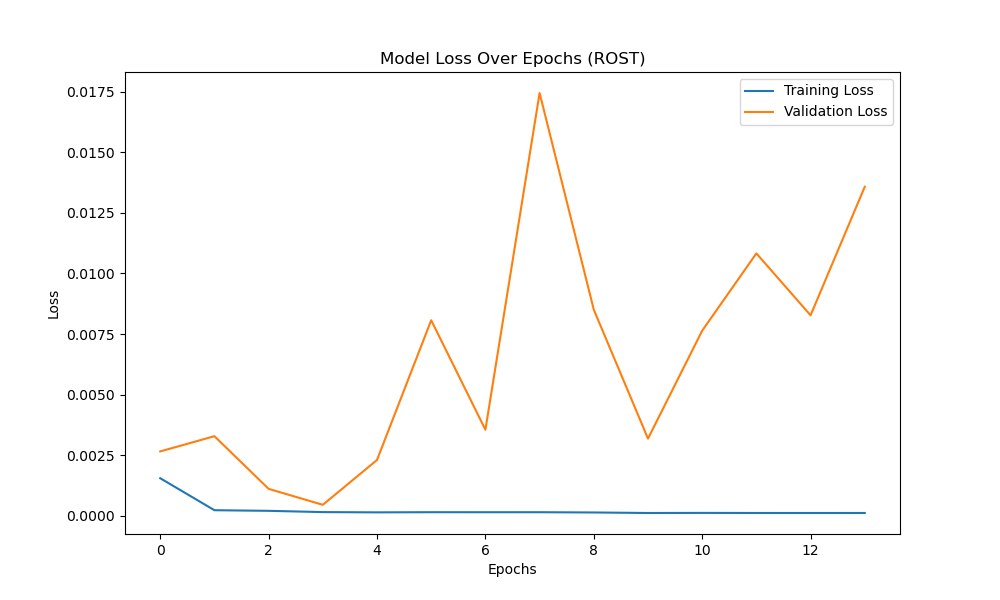 Model Loss Over Epochs (ROST)
Training Loss
Validation Loss
0.0175
0.0150
0.0125
0.0100
0.0075
0.0050
0.0025
0.0000
Loss
0 2 4 6 8 10 12
Epochs